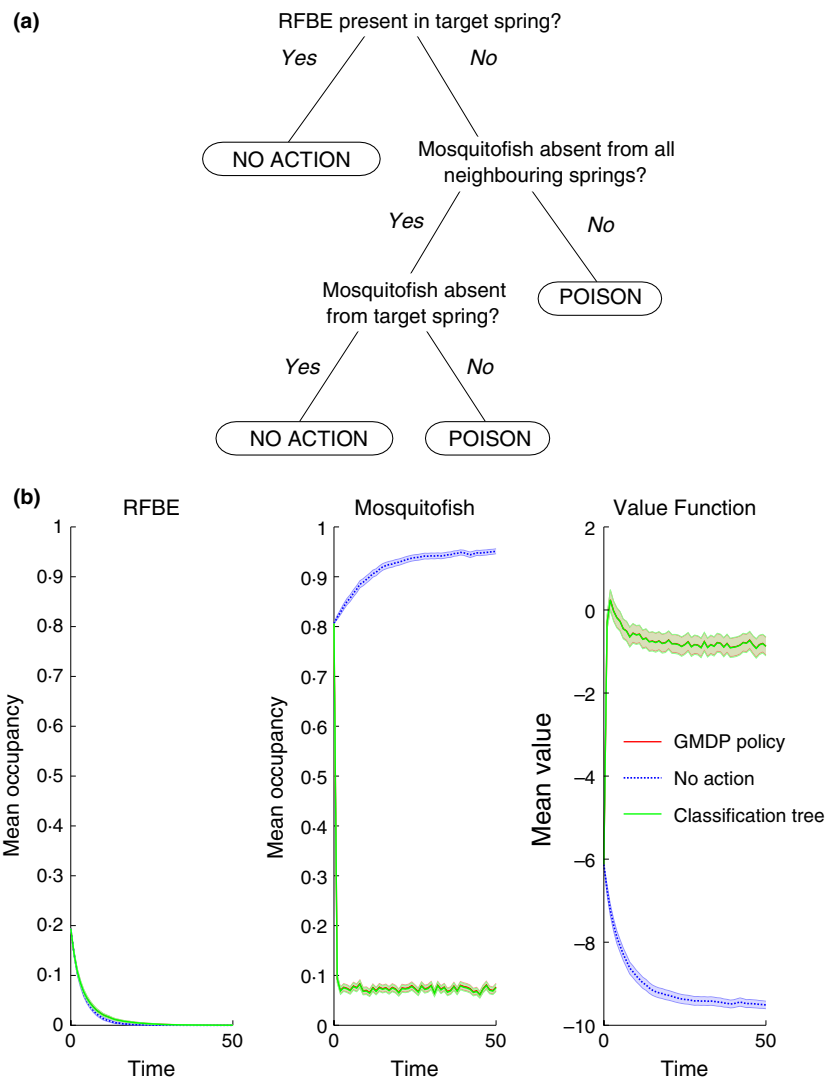 (a)
RFBE present in target spring?
Yes
No
NO ACTION
Mosquitofish absent from all
neighbouring springs?
Yes
No
Mosquitofish absent
from target spring?
POISON
Yes
No
NO ACTION
POISON
(b)
RFBE
Mosquitofish
Value Function
Mean occupancy
1
0·9
0·8
0·7
0·6
0·5
0·4
0·3
0·2
0·1
0
0
50
Time
Mean occupancy
1
0·9
0·8
0·7
0·6
0·5
0·4
0·3
0·2
0·1
0
0
50
Time
Mean value
2
0
−2
−4
−6
−8
−10
0
50
Time
GMDP policy
No action
Classification tree